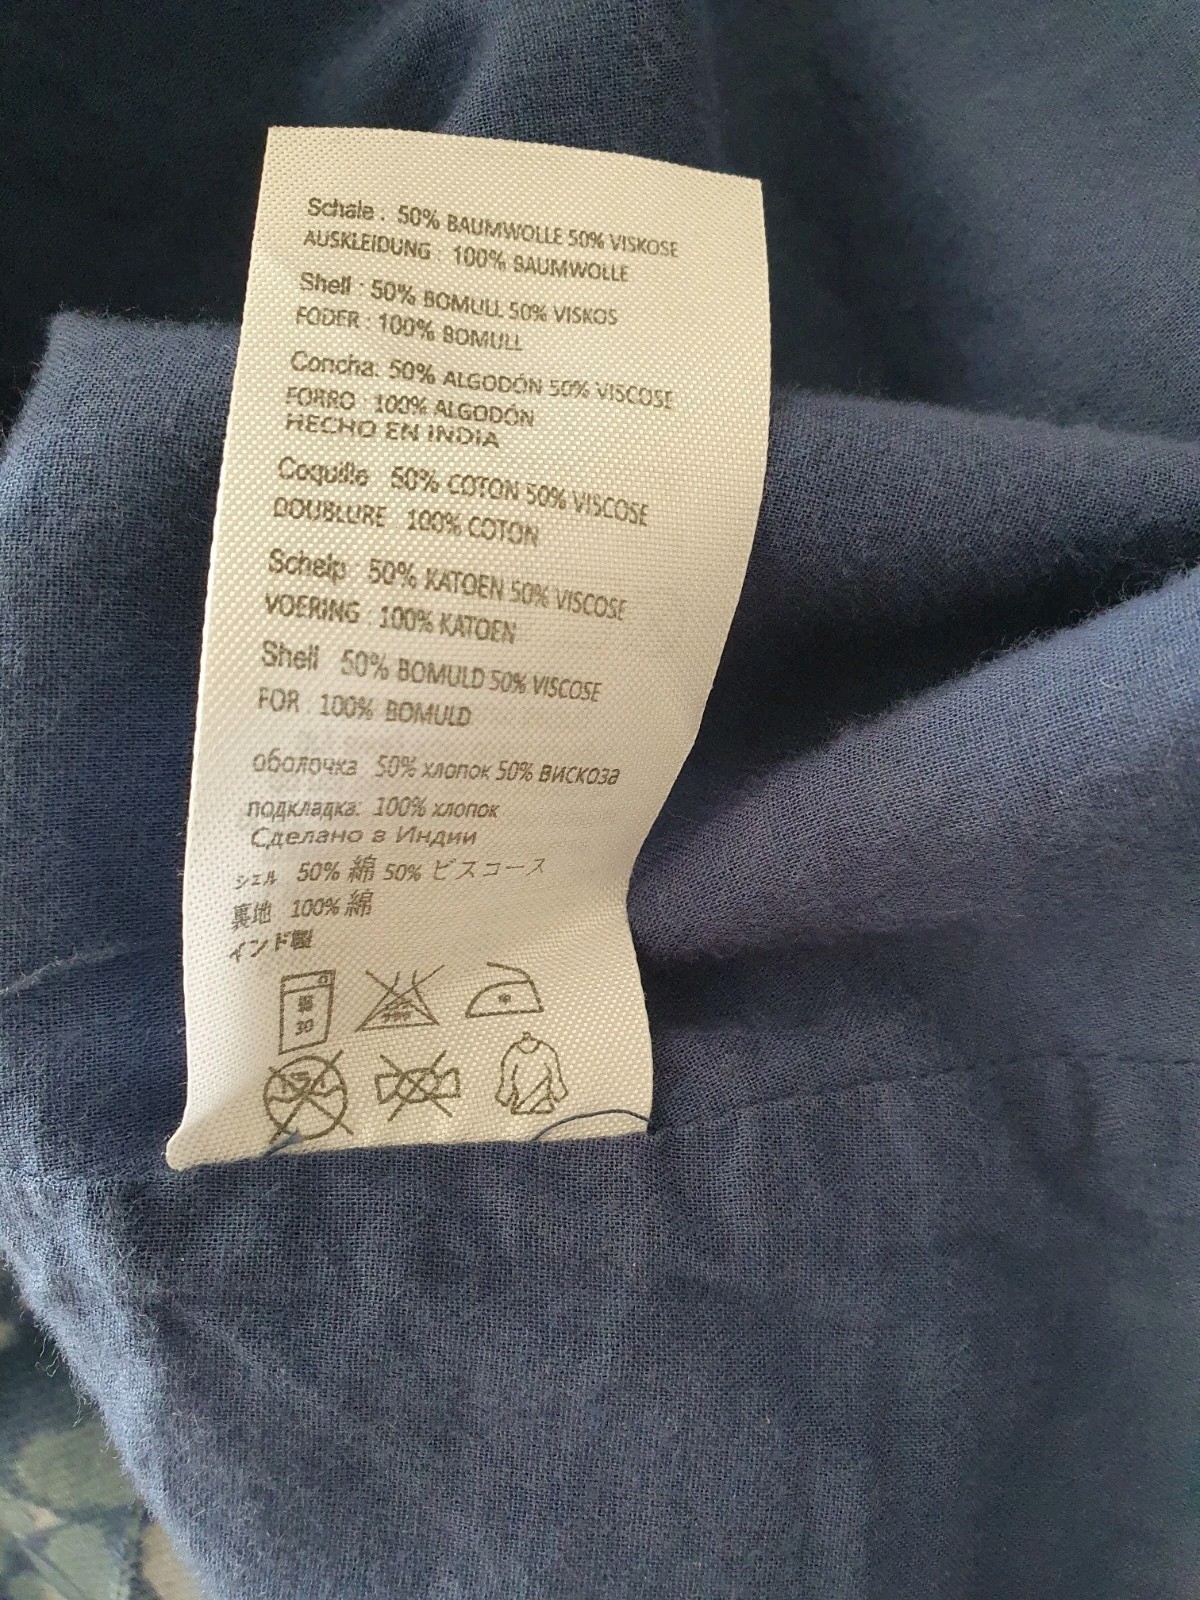 Schale : 50% BAUMWOLLE 50% VISKOSE
AUSKLEIDUNG : 100% BAUMWOLLE
Shell : 50% BOMULL 50% VISKOS
FODER : 100% BOMULL
Concha: 50% ALGODÓN 50% VISCOSE
FORRO : 100% ALGODÓN
HECHO EN INDIA
Coquille 50% COTON 50% VISCOSE
DOUBLURE 100% COTON
Schelp 50% KATOEN 50% VISCOSE
VOERING : 100% KATOEN
Shell 50% BOMULD 50% VISCOSE
FOR . 100% BOMULD
оболочка 50% хлопок 50% вискоза
подкладка: 100% хлопок
Сделано в Индии
シェル 50% 綿 50% ビスコース
裏地 100% 綿
インド製
30